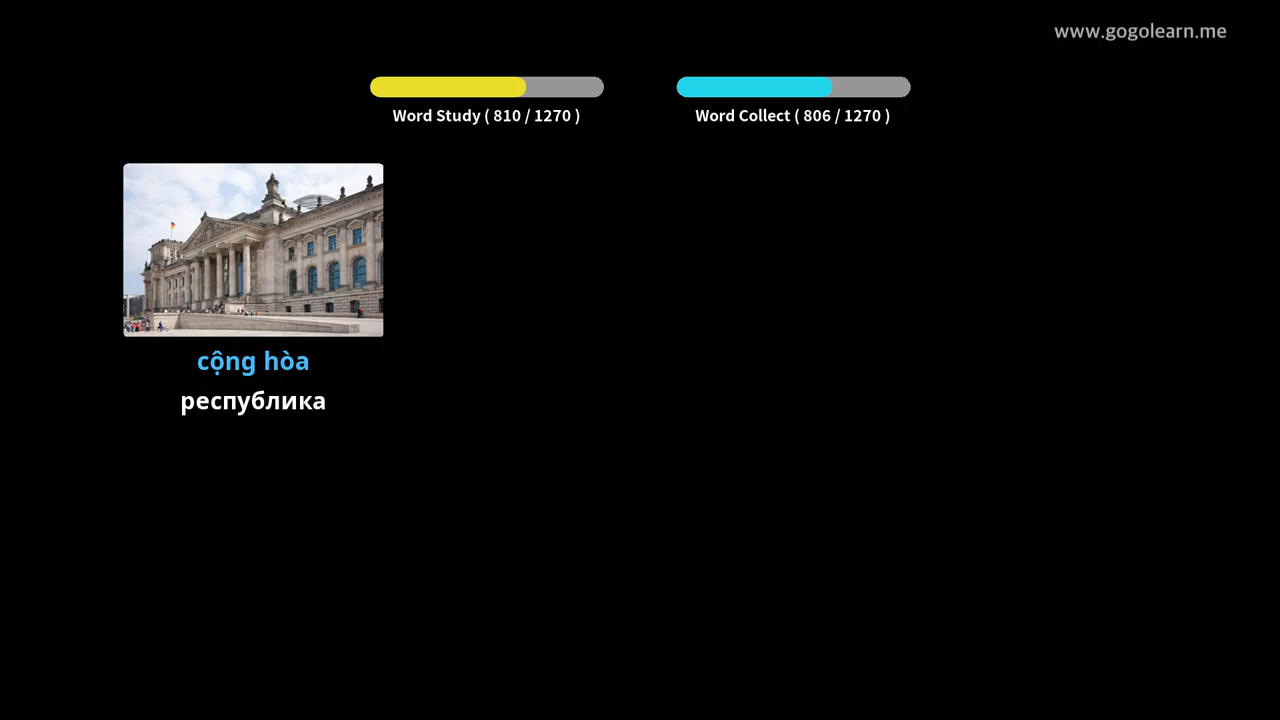 www.gogolearn.me
Word Study ( 810 / 1270 )
Word Collect ( 806 / 1270 )
cộng hòa
республика